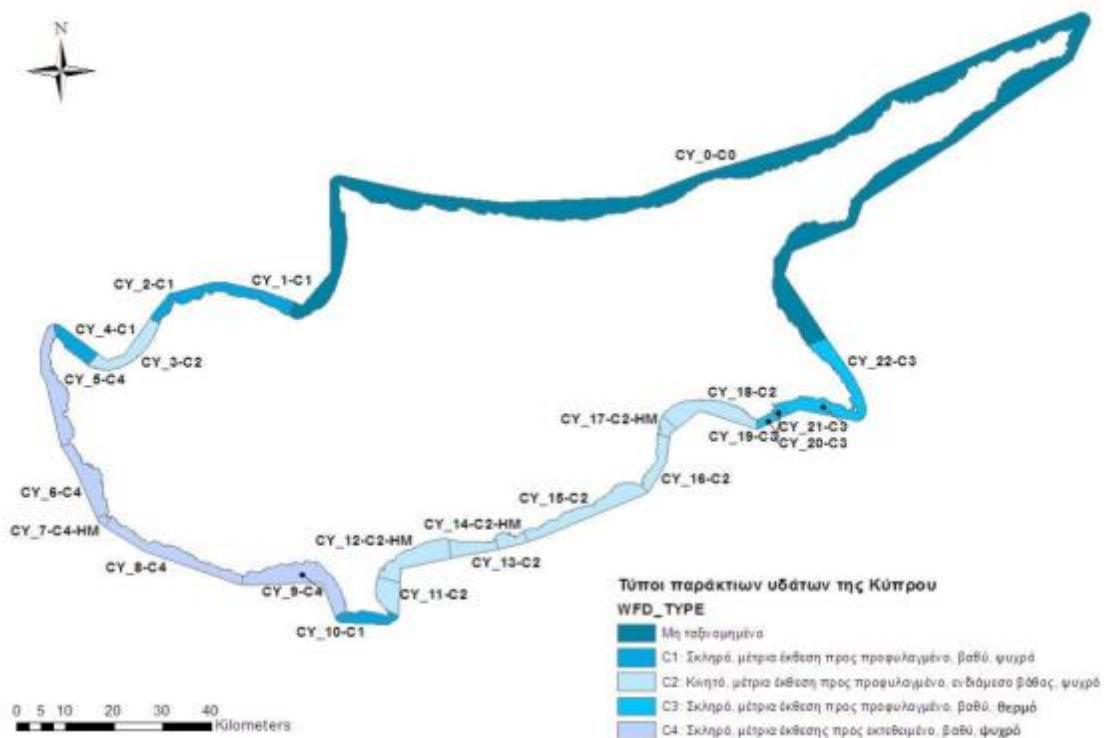 N
CY_0-C0
CY_2-C1
CY_1-C1
CY_4-C1
CY_3-C2
CY_5-C4
CY_22-C3
CY_18-C2
CY_17-C2-HM
CY_21-C3
CY_19-C3
CY_20-C3
CY_16-C2
CY_6-C4
CY_15-C2
CY_7-C4-HM
CY_14-C2-HM
CY_12-C2-HM
CY_8-C4
CY_13-C2
CY_9-C4
CY_11-C2
CY_10-C1
Τύποι παράκτιων υδάτων της Κύπρου
WFD_TYPE
Μη ταξινομημένο
C1: Σκληρό, μέτρια έκθεση προς προφυλαγμένο, βαθύ, ψυχρό
C2: Κινητό, μέτρια έκθεση προς προφυλαγμένο, ενδιάμεσο βάθος, ψυχρό
C3: Σκληρό, μέτρια έκθεση προς προφυλαγμένο, βαθύ, θερμό
C4: Σκληρό, μέτρια έκθεσης προς εκτεθειμένο, βαθύ, ψυχρό
0 5 10 20 30 40
Kilometers